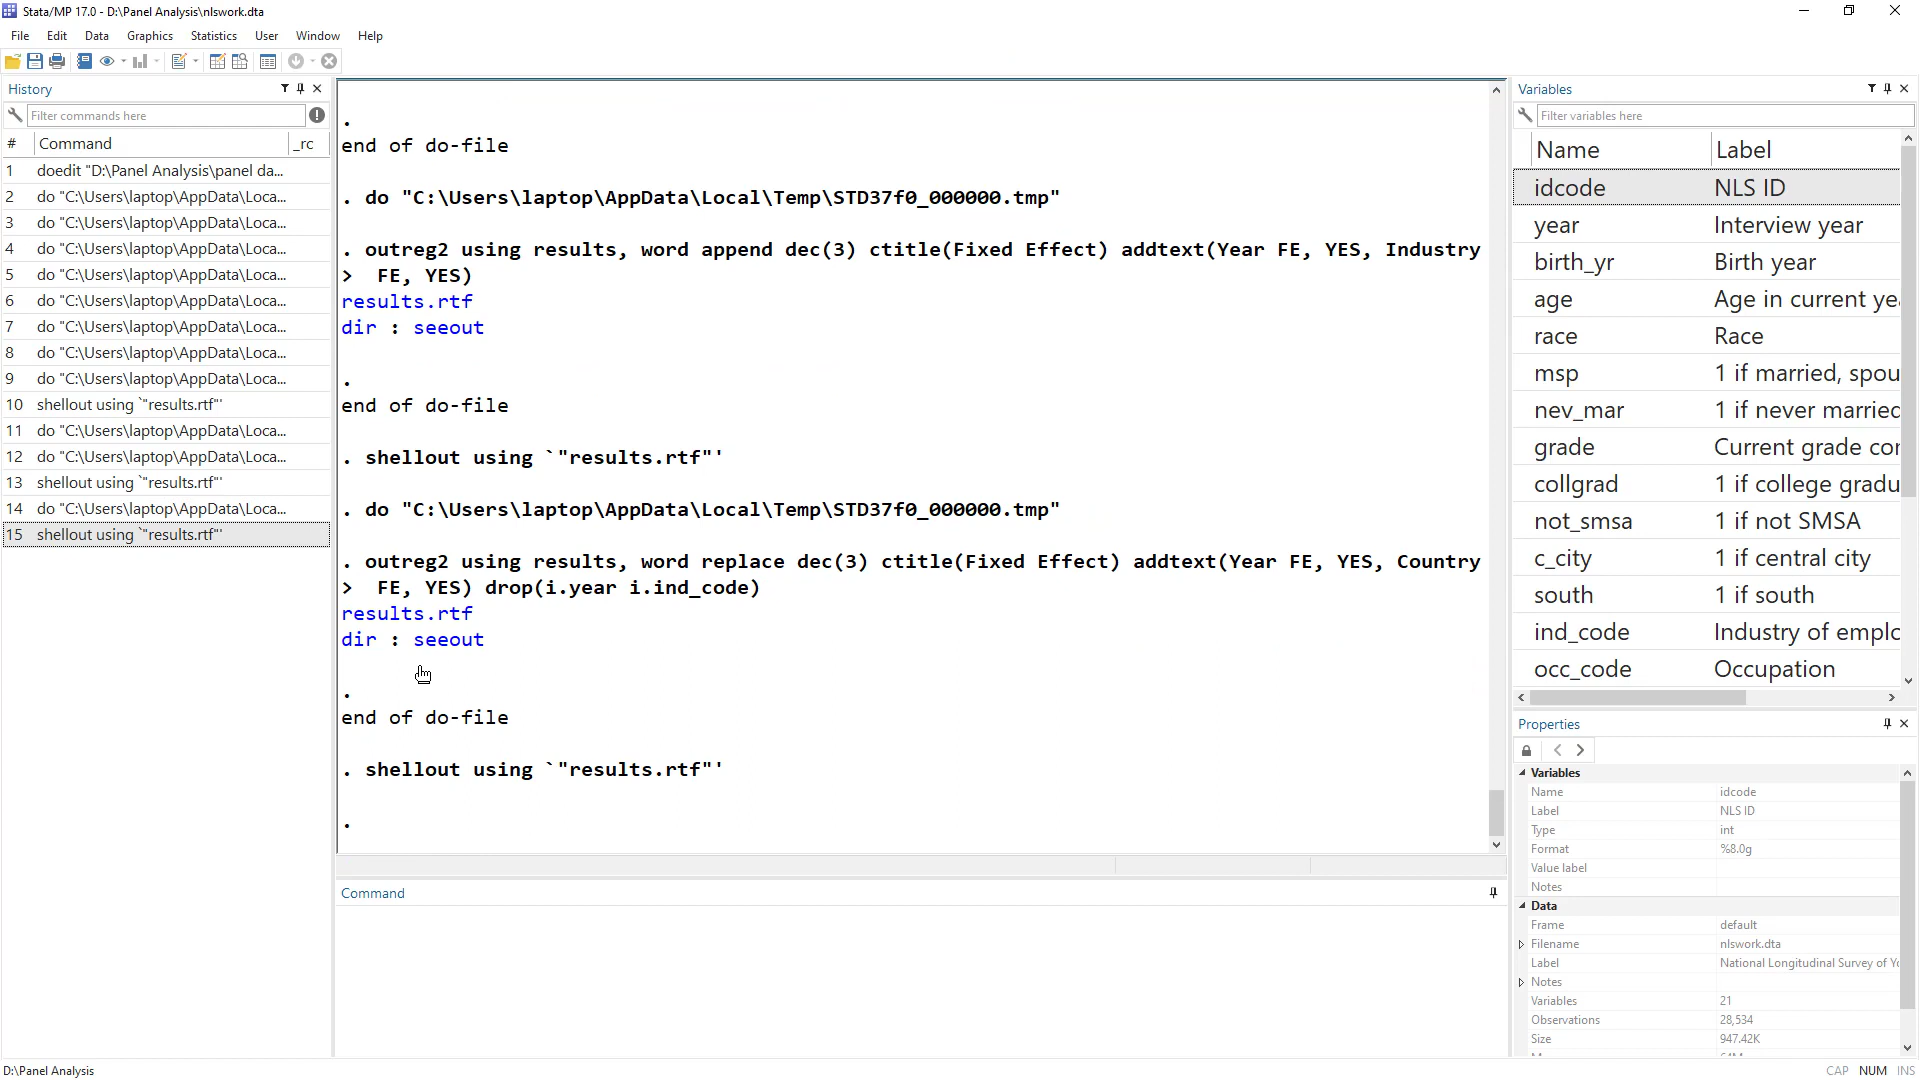 Stata/MP 17.0 - D:\Panel Analysis\nlswork.dta
File Edit Data Graphics Statistics User Window Help
History
Filter commands here
# Command _rc
1 doedit "D:\Panel Analysis\panel da...
2 do "C:\Users\laptop\AppData\Loca...
3 do "C:\Users\laptop\AppData\Loca...
4 do "C:\Users\laptop\AppData\Loca...
5 do "C:\Users\laptop\AppData\Loca...
6 do "C:\Users\laptop\AppData\Loca...
7 do "C:\Users\laptop\AppData\Loca...
8 do "C:\Users\laptop\AppData\Loca...
9 do "C:\Users\laptop\AppData\Loca...
10 shellout using `"results.rtf"'
11 do "C:\Users\laptop\AppData\Loca...
12 do "C:\Users\laptop\AppData\Loca...
13 shellout using `"results.rtf"'
14 do "C:\Users\laptop\AppData\Loca...
15 shellout using `"results.rtf"'
.
end of do-file
. do "C:\Users\laptop\AppData\Local\Temp\STD37f0_000000.tmp"
. outreg2 using results, word append dec(3) ctitle(Fixed Effect) addtext(Year FE, YES, Industry
> FE, YES)
results.rtf
dir : seeout
.
end of do-file
. shellout using `"results.rtf"'
. do "C:\Users\laptop\AppData\Local\Temp\STD37f0_000000.tmp"
. outreg2 using results, word replace dec(3) ctitle(Fixed Effect) addtext(Year FE, YES, Country
> FE, YES) drop(i.year i.ind_code)
results.rtf
dir : seeout
.
end of do-file
. shellout using `"results.rtf"'
.
Command
Variables
Filter variables here
Name Label
idcode NLS ID
year Interview year
birth_yr Birth year
age Age in current ye
race Race
msp 1 if married, spou
nev_mar 1 if never married
grade Current grade cor
collgrad 1 if college gradu
not_smsa 1 if not SMSA
c_city 1 if central city
south 1 if south
ind_code Industry of emplo
occ_code Occupation
Properties
Variables
Name idcode
Label NLS ID
Type int
Format %8.0g
Value label
Notes
Data
Frame default
Filename nlswork.dta
Label National Longitudinal Survey of Yo
Notes
Variables 21
Observations 28,534
Size 947.42K
D:\Panel Analysis
CAP NUM INS